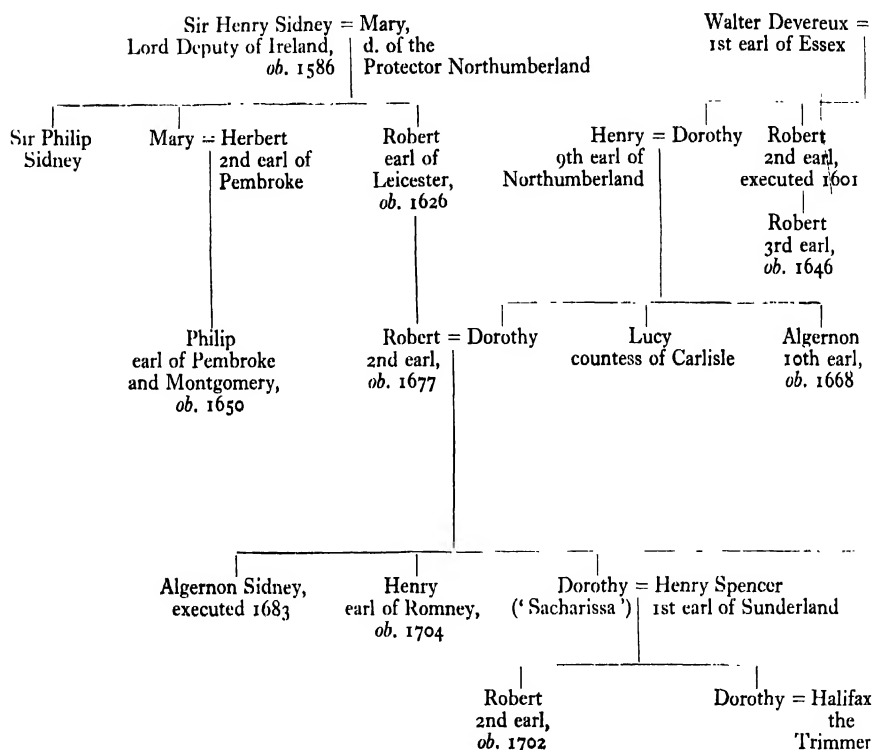 Sir Henry Sidney = Mary,
Lord Deputy of Ireland, d. of the
ob. 1586 Protector Northumberland
Walter Devereux =
1st earl of Essex
Sir Philip
Sidney
Mary = Herbert
2nd earl of
Pembroke
Robert
earl of
Leicester,
ob. 1626
Henry = Dorothy
9th earl of
Northumberland
Robert
2nd earl,
executed 1601
Robert
3rd earl,
ob. 1646
Philip
earl of Pembroke
and Montgomery,
ob. 1650
Robert = Dorothy
2nd earl,
ob. 1677
Lucy
countess of Carlisle
Algernon
10th earl,
ob. 1668
Algernon Sidney,
executed 1683
Henry
earl of Romney,
ob. 1704
Dorothy = Henry Spencer
(‘Sacharissa’) 1st earl of Sunderland
Robert
2nd earl,
ob. 1702
Dorothy = Halifax
the
Trimmer